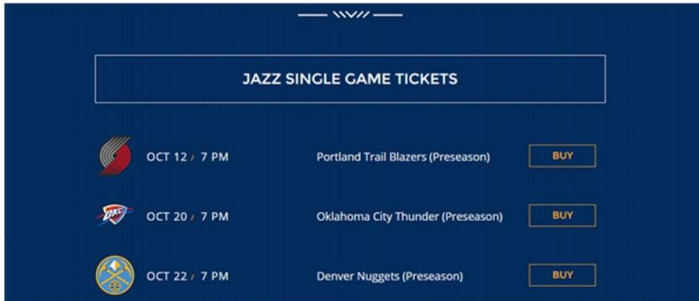 JAZZ SINGLE GAME TICKETS
OCT 12 / 7 PM Portland Trail Blazers (Preseason) BUY
OKC OCT 20 / 7 PM Oklahoma City Thunder (Preseason) BUY
OCT 22 / 7 PM Denver Nuggets (Preseason) BUY